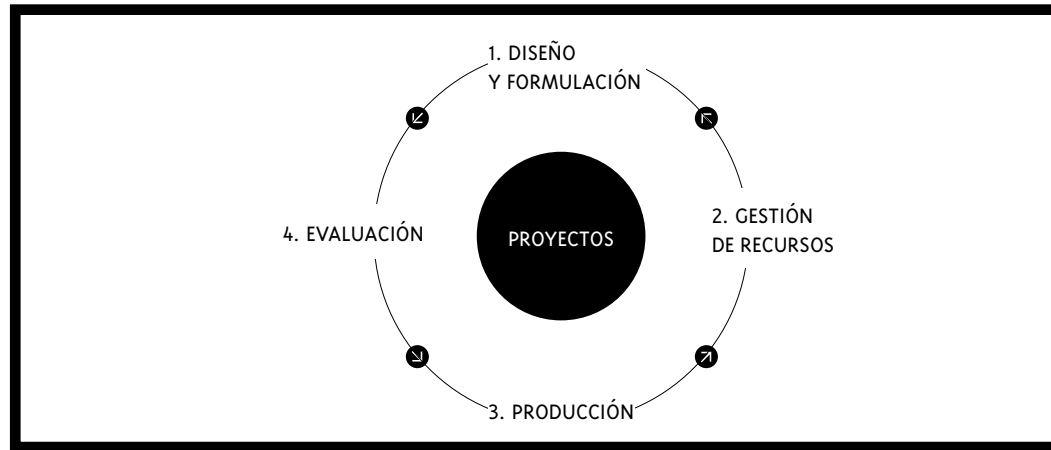 1. DISEÑO
Y FORMULACIÓN
2. GESTIÓN
DE RECURSOS
3. PRODUCCIÓN
4. EVALUACIÓN
PROYECTOS